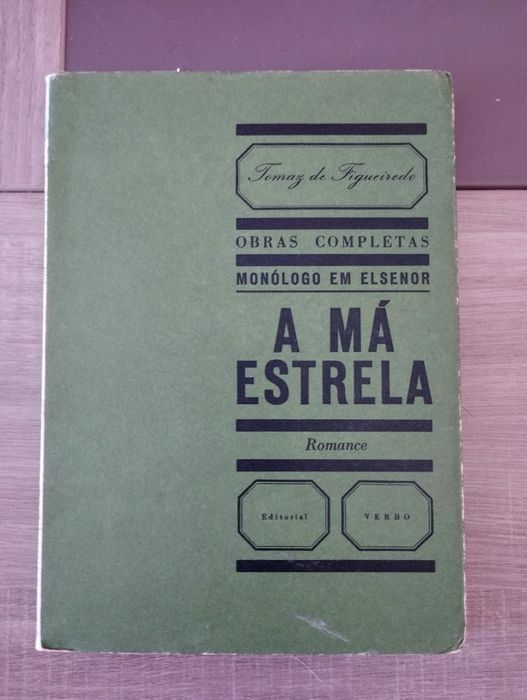 Tomaz de Figueiredo
OBRAS COMPLETAS
MONÓLOGO EM ELSENOR
A MÁ
ESTRELA
Romance
Editorial VERBO